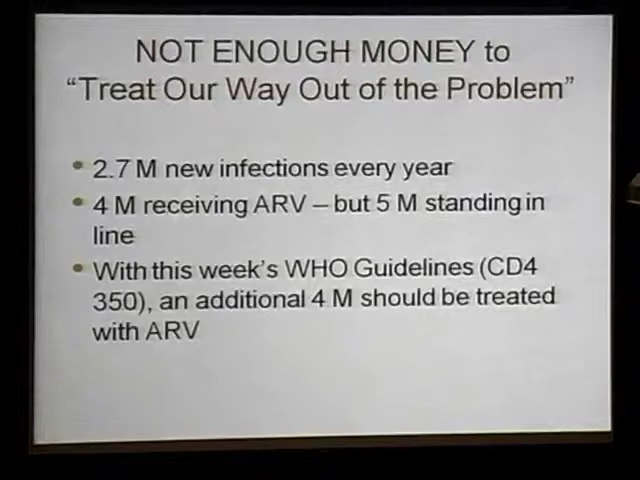 NOT ENOUGH MONEY to
“Treat Our Way Out of the Problem”
• 2.7 M new infections every year
• 4 M receiving ARV – but 5 M standing in
line
• With this week’s WHO Guidelines (CD4
350), an additional 4 M should be treated
with ARV